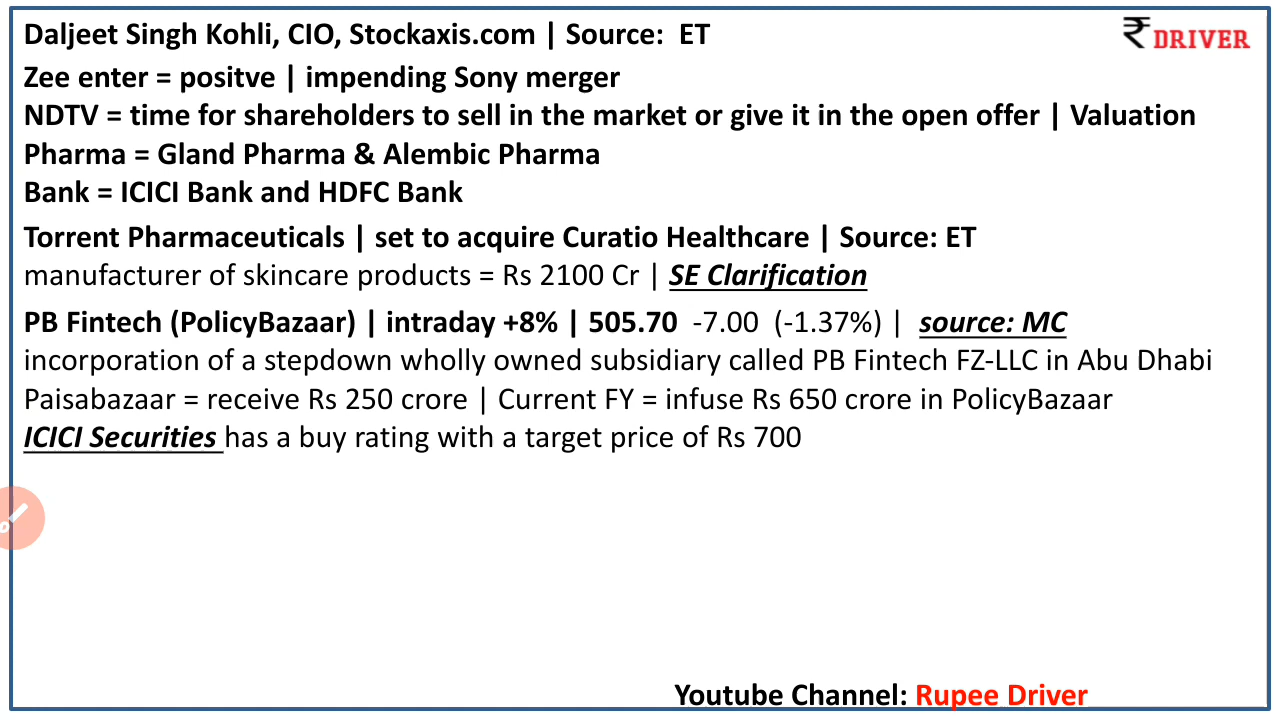 Daljeet Singh Kohli, CIO, Stockaxis.com | Source: ET
₹ DRIVER
Zee enter = positve | impending Sony merger
NDTV = time for shareholders to sell in the market or give it in the open offer | Valuation
Pharma = Gland Pharma & Alembic Pharma
Bank = ICICI Bank and HDFC Bank
Torrent Pharmaceuticals | set to acquire Curatio Healthcare | Source: ET
manufacturer of skincare products = Rs 2100 Cr | SE Clarification
PB Fintech (PolicyBazaar) | intraday +8% | 505.70 -7.00 (-1.37%) | source: MC
incorporation of a stepdown wholly owned subsidiary called PB Fintech FZ-LLC in Abu Dhabi
Paisabazaar = receive Rs 250 crore | Current FY = infuse Rs 650 crore in PolicyBazaar
ICICI Securities has a buy rating with a target price of Rs 700
Youtube Channel: Rupee Driver